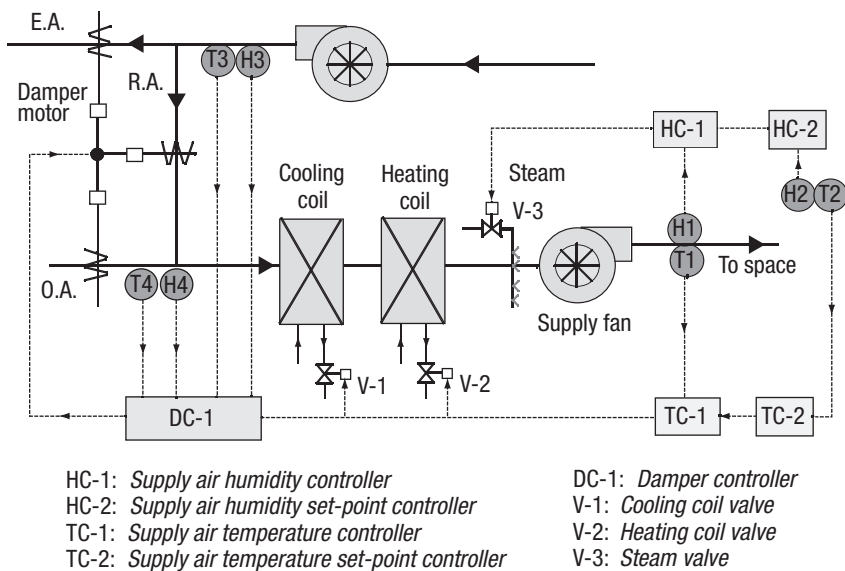 E.A.
T3 H3
R.A.
Damper
motor
HC-1
HC-2
Cooling
coil
Heating
coil
Steam
V-3
H2 T2
H1
T1
To space
O.A.
T4 H4
Supply fan
V-1
V-2
DC-1
TC-1
TC-2
HC-1: Supply air humidity controller
HC-2: Supply air humidity set-point controller
TC-1: Supply air temperature controller
TC-2: Supply air temperature set-point controller
DC-1: Damper controller
V-1: Cooling coil valve
V-2: Heating coil valve
V-3: Steam valve